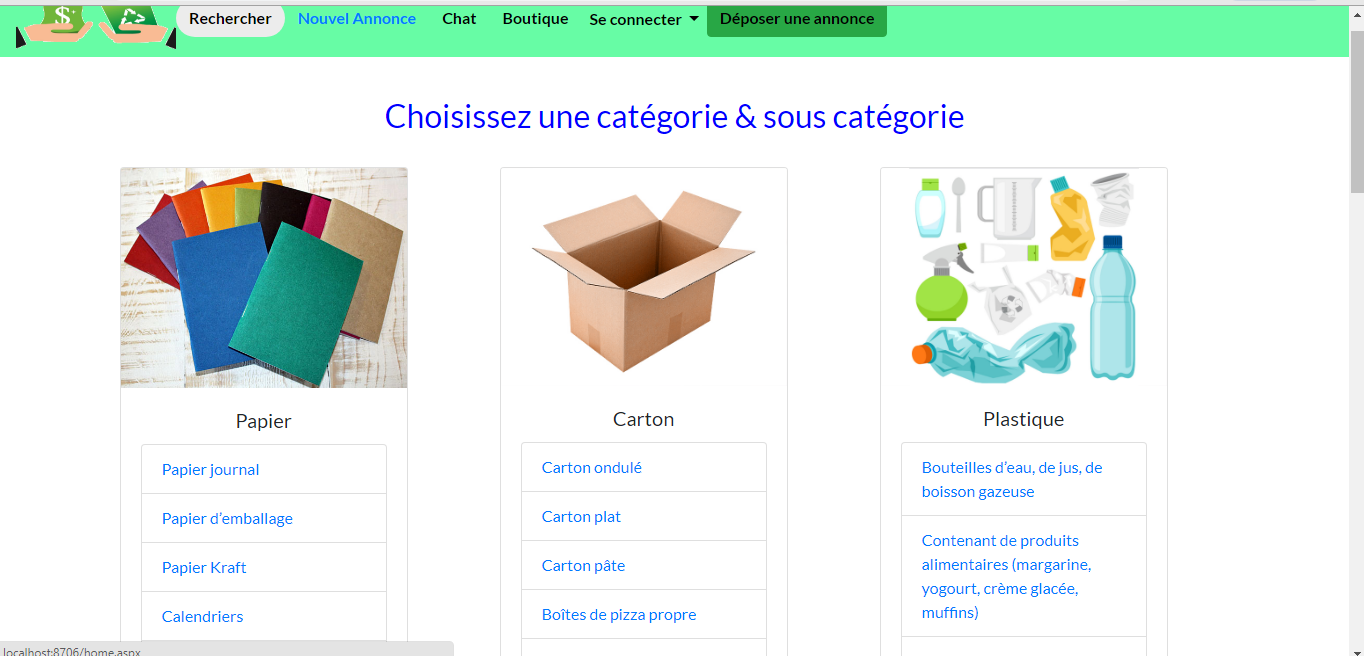 $
Rechercher Nouvel Annonce Chat Boutique Se connecter Déposer une annonce
Choisissez une catégorie & sous catégorie
Papier
Papier journal
Papier d’emballage
Papier Kraft
Calendriers
Carton
Carton ondulé
Carton plat
Carton pâte
Boîtes de pizza propre
Plastique
Bouteilles d’eau, de jus, de
boisson gazeuse
Contenant de produits
alimentaires (margarine,
yogourt, crème glacée,
muffins)
localhost:8706/home.aspx